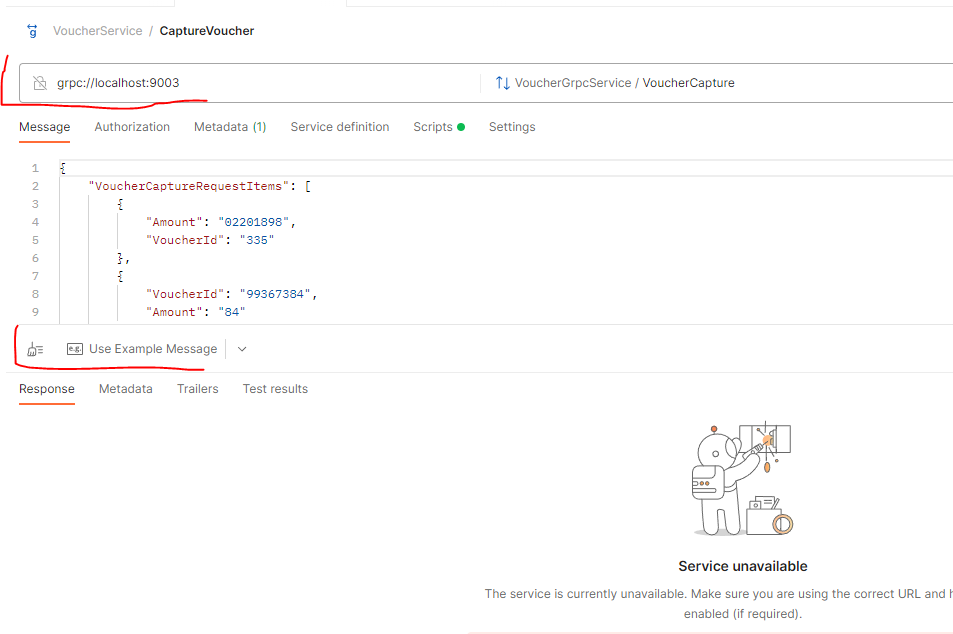 VoucherService / CaptureVoucher
grpc://localhost:9003
VoucherGrpcService / VoucherCapture
Message Authorization Metadata (1) Service definition Scripts Settings
1 {
2 "VoucherCaptureRequestItems": [
3 {
4 "Amount": "02201898",
5 "VoucherId": "335"
6 },
7 {
8 "VoucherId": "99367384",
9 "Amount": "84"
e.g. Use Example Message
Response Metadata Trailers Test results
Service unavailable
The service is currently unavailable. Make sure you are using the correct URL and
enabled (if required).